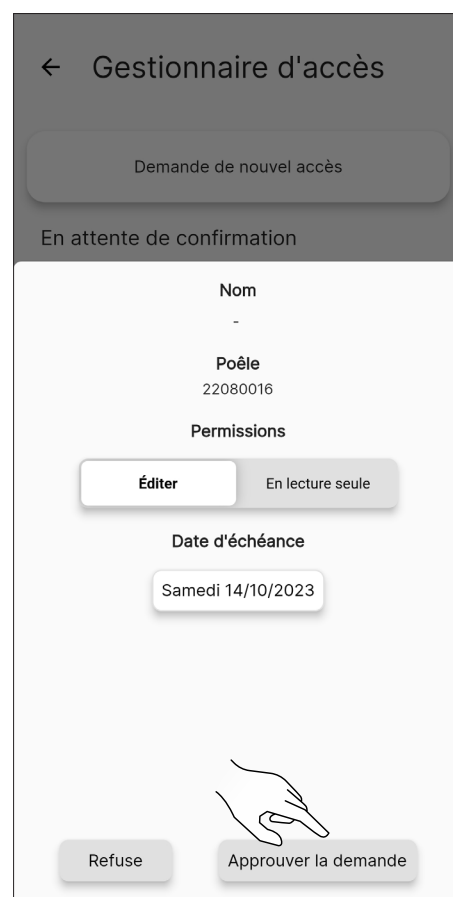 Gestionnaire d'accès
Demande de nouvel accès
En attente de confirmation
Nom
-
Poêle
22080016
Permissions
Éditer En lecture seule
Date d'échéance
Samedi 14/10/2023
Refuse Approuver la demande